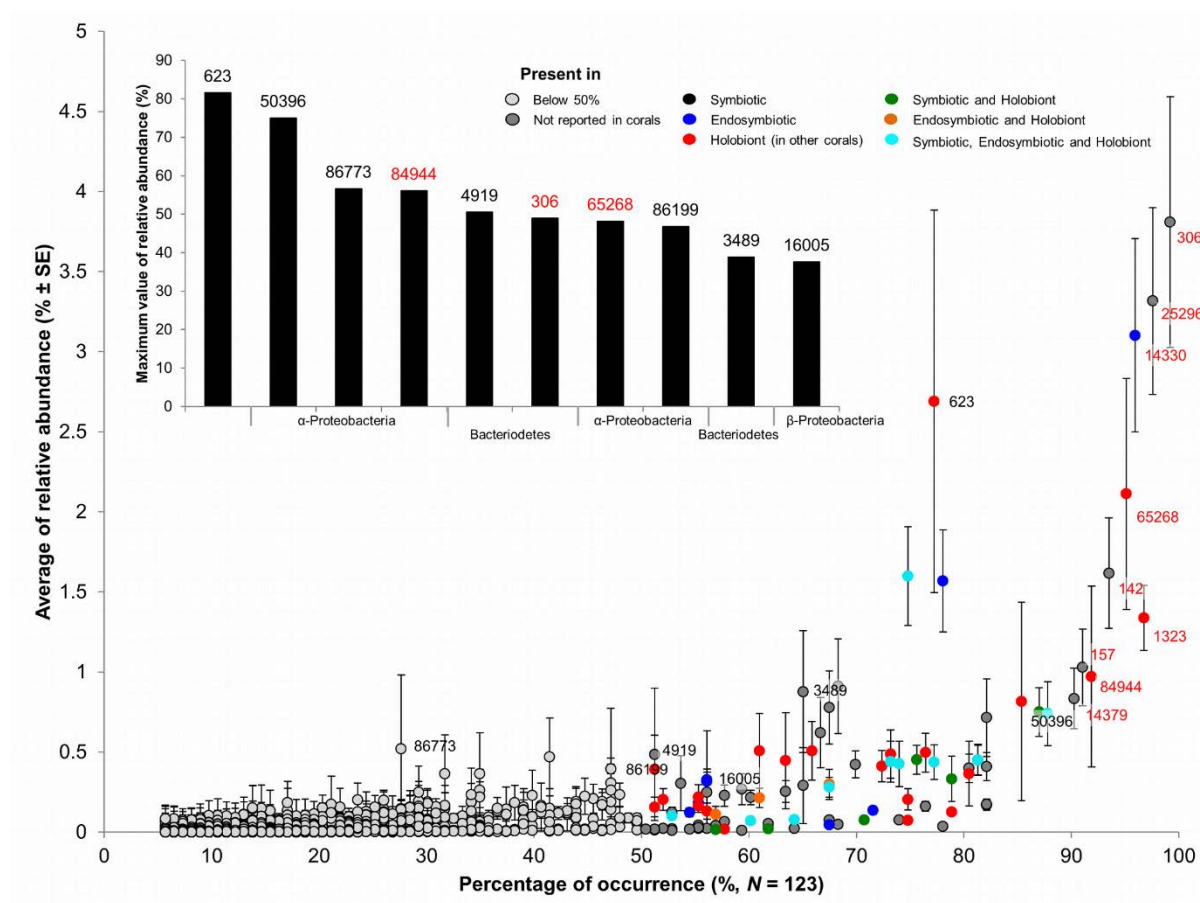 5
4.5
4
3.5
3
2.5
2
1.5
1
0.5
0
Average of relative abundance (% ± SE)
90
80
70
60
50
40
30
20
10
0
Maximum value of relative abundance (%)
623
50396
86773
84944
4919
306
65268
86199
3489
16005
α-Proteobacteria
Bacteriodetes
α-Proteobacteria
Bacteriodetes
β-Proteobacteria
Present in
Below 50%
Not reported in corals
Symbiotic
Endosymbiotic
Holobiont (in other corals)
Symbiotic and Holobiont
Endosymbiotic and Holobiont
Symbiotic, Endosymbiotic and Holobiont
306
25296
14330
623
65268
142
1323
157
84944
14379
50396
3489
86773
4919
86199
16005
0 10 20 30 40 50 60 70 80 90 100
Percentage of occurrence (%, N = 123)